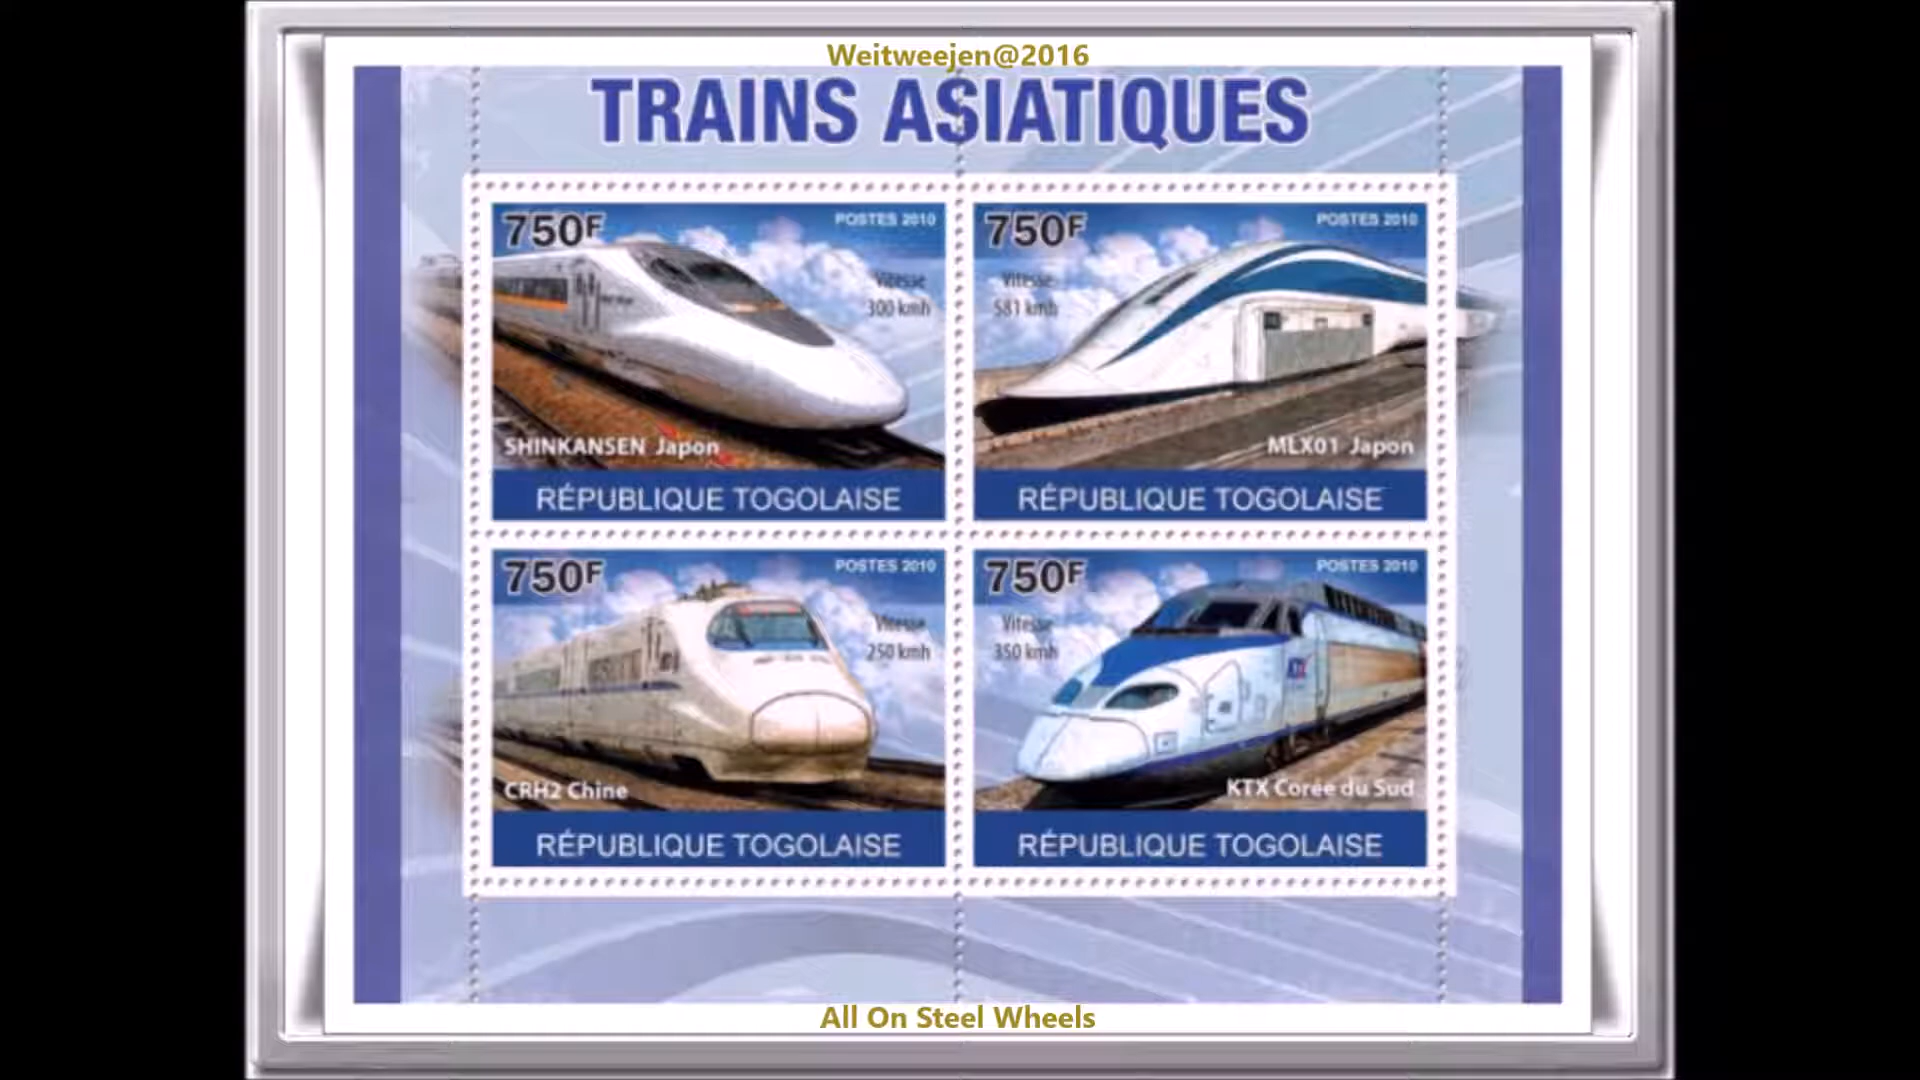 Weitweejen@2016
TRAINS ASIATIQUES
750F
POSTES 2010
Vitesse
300 kmh
SHINKANSEN Japon
RÉPUBLIQUE TOGOLAISE
750F
POSTES 2010
Vitesse
581 kmh
MLX01 Japon
RÉPUBLIQUE TOGOLAISE
750F
POSTES 2010
Vitesse
250 kmh
CRH2 Chine
RÉPUBLIQUE TOGOLAISE
750F
POSTES 2010
Vitesse
350 kmh
KTX
KTX Corée du Sud
RÉPUBLIQUE TOGOLAISE
All On Steel Wheels